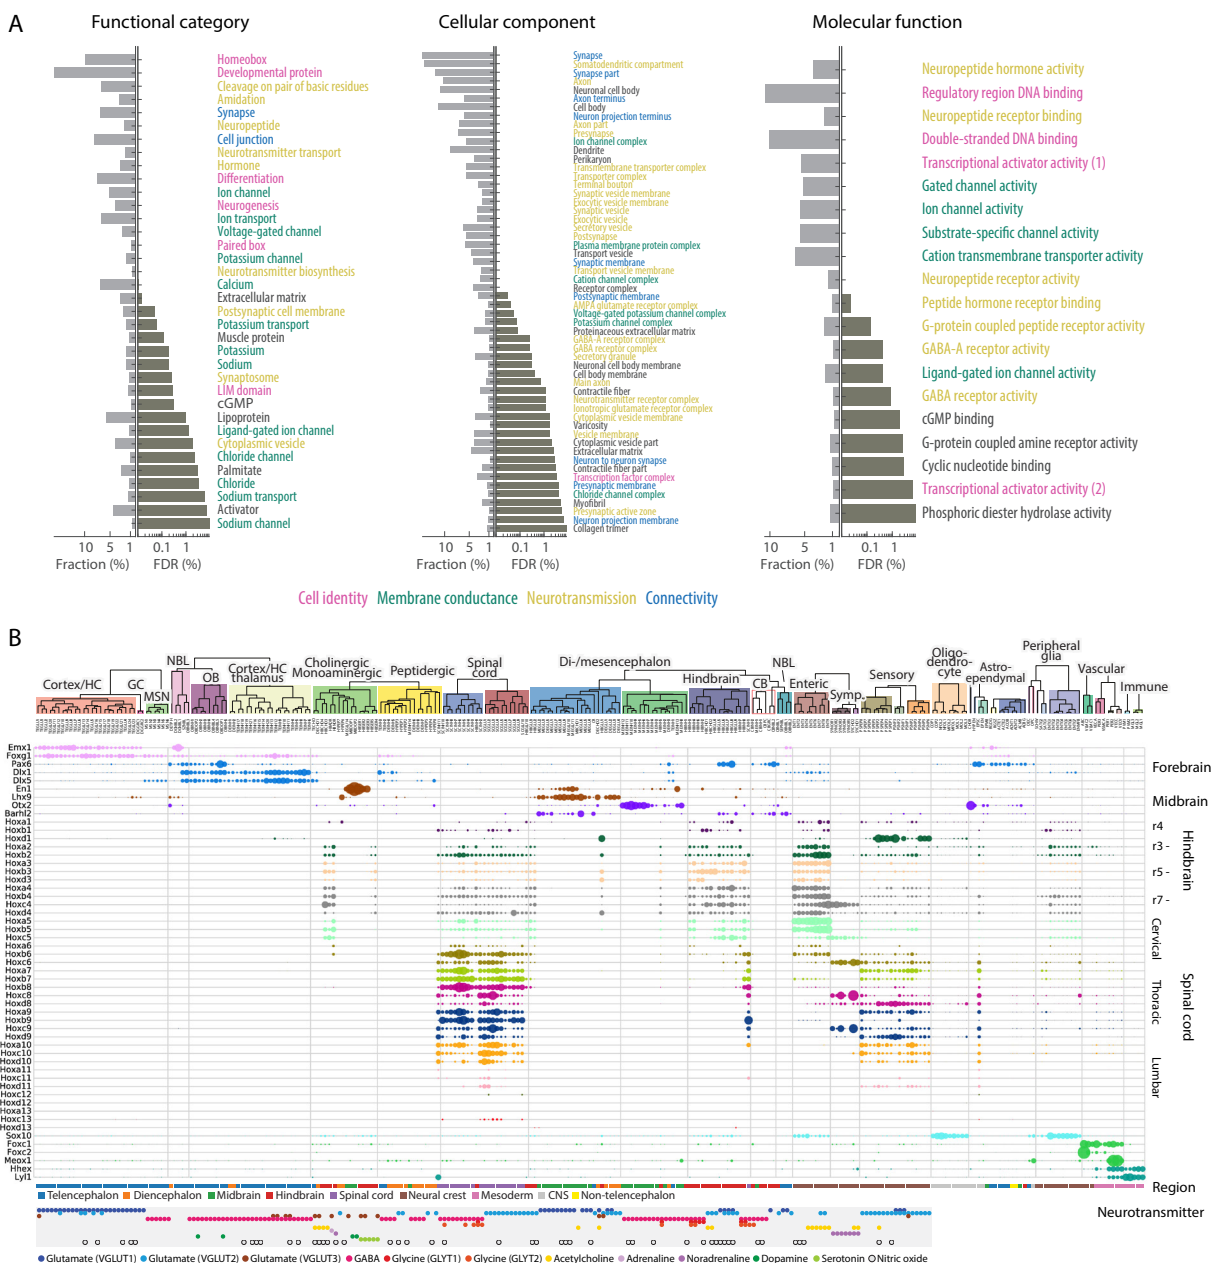 A
Functional category
Cellular component
Molecular function
Homeobox
Developmental protein
Cleavage on pair of basic residues
Amidation
Synapse
Neuropeptide
Cell junction
Neurotransmitter transport
Hormone
Differentiation
Ion channel
Neurogenesis
Ion transport
Voltage-gated channel
Paired box
Potassium channel
Neurotransmitter biosynthesis
Calcium
Extracellular matrix
Postsynaptic cell membrane
Potassium transport
Muscle protein
Potassium
Sodium
Synaptosome
LIM domain
cGMP
Lipoprotein
Ligand-gated ion channel
Cytoplasmic vesicle
Chloride channel
Palmitate
Chloride
Sodium transport
Activator
Sodium channel
10 5 1 0.1 1
Fraction (%) FDR (%)
Synapse
Somatodendritic compartment
Synapse part
Axon
Neuronal cell body
Axon terminus
Cell body
Neuron projection terminus
Axon part
Presynapse
Ion channel complex
Dendrite
Perikaryon
Transmembrane transporter complex
Transporter complex
Terminal bouton
Synaptic vesicle membrane
Exocytic vesicle membrane
Synaptic vesicle
Exocytic vesicle
Secretory vesicle
Postsynapse
Plasma membrane protein complex
Transport vesicle
Synaptic membrane
Transport vesicle membrane
Cation channel complex
Receptor complex
Postsynaptic membrane
AMPA glutamate receptor complex
Voltage-gated potassium channel complex
Potassium channel complex
Proteinaceous extracellular matrix
GABA-A receptor complex
GABA receptor complex
Secretory granule
Neuronal cell body membrane
Cell body membrane
Main axon
Contractile fiber
Neurotransmitter receptor complex
Ionotropic glutamate receptor complex
Cytoplasmic vesicle membrane
Varicosity
Vesicle membrane
Cytoplasmic vesicle part
Extracellular matrix
Neuron to neuron synapse
Contractile fiber part
Transcription factor complex
Presynaptic membrane
Chloride channel complex
Myofibril
Presynaptic active zone
Neuron projection membrane
Collagen trimer
10 5 1 0.1 1
Fraction (%) FDR (%)
Neuropeptide hormone activity
Regulatory region DNA binding
Neuropeptide receptor binding
Double-stranded DNA binding
Transcriptional activator activity (1)
Gated channel activity
Ion channel activity
Substrate-specific channel activity
Cation transmembrane transporter activity
Neuropeptide receptor activity
Peptide hormone receptor binding
G-protein coupled peptide receptor activity
GABA-A receptor activity
Ligand-gated ion channel activity
GABA receptor activity
cGMP binding
G-protein coupled amine receptor activity
Cyclic nucleotide binding
Transcriptional activator activity (2)
Phosphoric diester hydrolase activity
10 5 1 0.1 1
Fraction (%) FDR (%)
Cell identity Membrane conductance Neurotransmission Connectivity
B
Cortex/HC
GC
MSN
NBL
OB
Cortex/HC
thalamus
Cholinergic
Monoaminergic
Peptidergic
Spinal
cord
Di-/mesencephalon
Hindbrain
CB
NBL
Enteric
Symp.
Sensory
Oligo-
dendro-
cyte
Astro-
ependymal
Peripheral
glia
Vascular
Immune
Emx1
Foxg1
Pax6
Dlx1
Dlx5
En1
Lhx9
Otx2
Barhl2
Hoxa1
Hoxb1
Hoxd1
Hoxa2
Hoxb2
Hoxa3
Hoxb3
Hoxd3
Hoxa4
Hoxb4
Hoxc4
Hoxd4
Hoxa5
Hoxb5
Hoxc5
Hoxa6
Hoxb6
Hoxc6
Hoxa7
Hoxb7
Hoxb8
Hoxc8
Hoxd8
Hoxa9
Hoxb9
Hoxc9
Hoxd9
Hoxa10
Hoxc10
Hoxd10
Hoxa11
Hoxc11
Hoxd11
Hoxc12
Hoxd12
Hoxa13
Hoxc13
Hoxd13
Sox10
Foxc1
Foxc2
Meox1
Hhex
Lyl1
Forebrain
Midbrain
r4
r3 -
r5 -
r7 -
Hindbrain
Cervical
Thoracic
Lumbar
Spinal cord
Region
Telencephalon Diencephalon Midbrain Hindbrain Spinal cord Neural crest Mesoderm CNS Non-telencephalon
Neurotransmitter
Glutamate (VGLUT1) Glutamate (VGLUT2) Glutamate (VGLUT3) GABA Glycine (GLYT1) Glycine (GLYT2) Acetylcholine Adrenaline Noradrenaline Dopamine Serotonin Nitric oxide